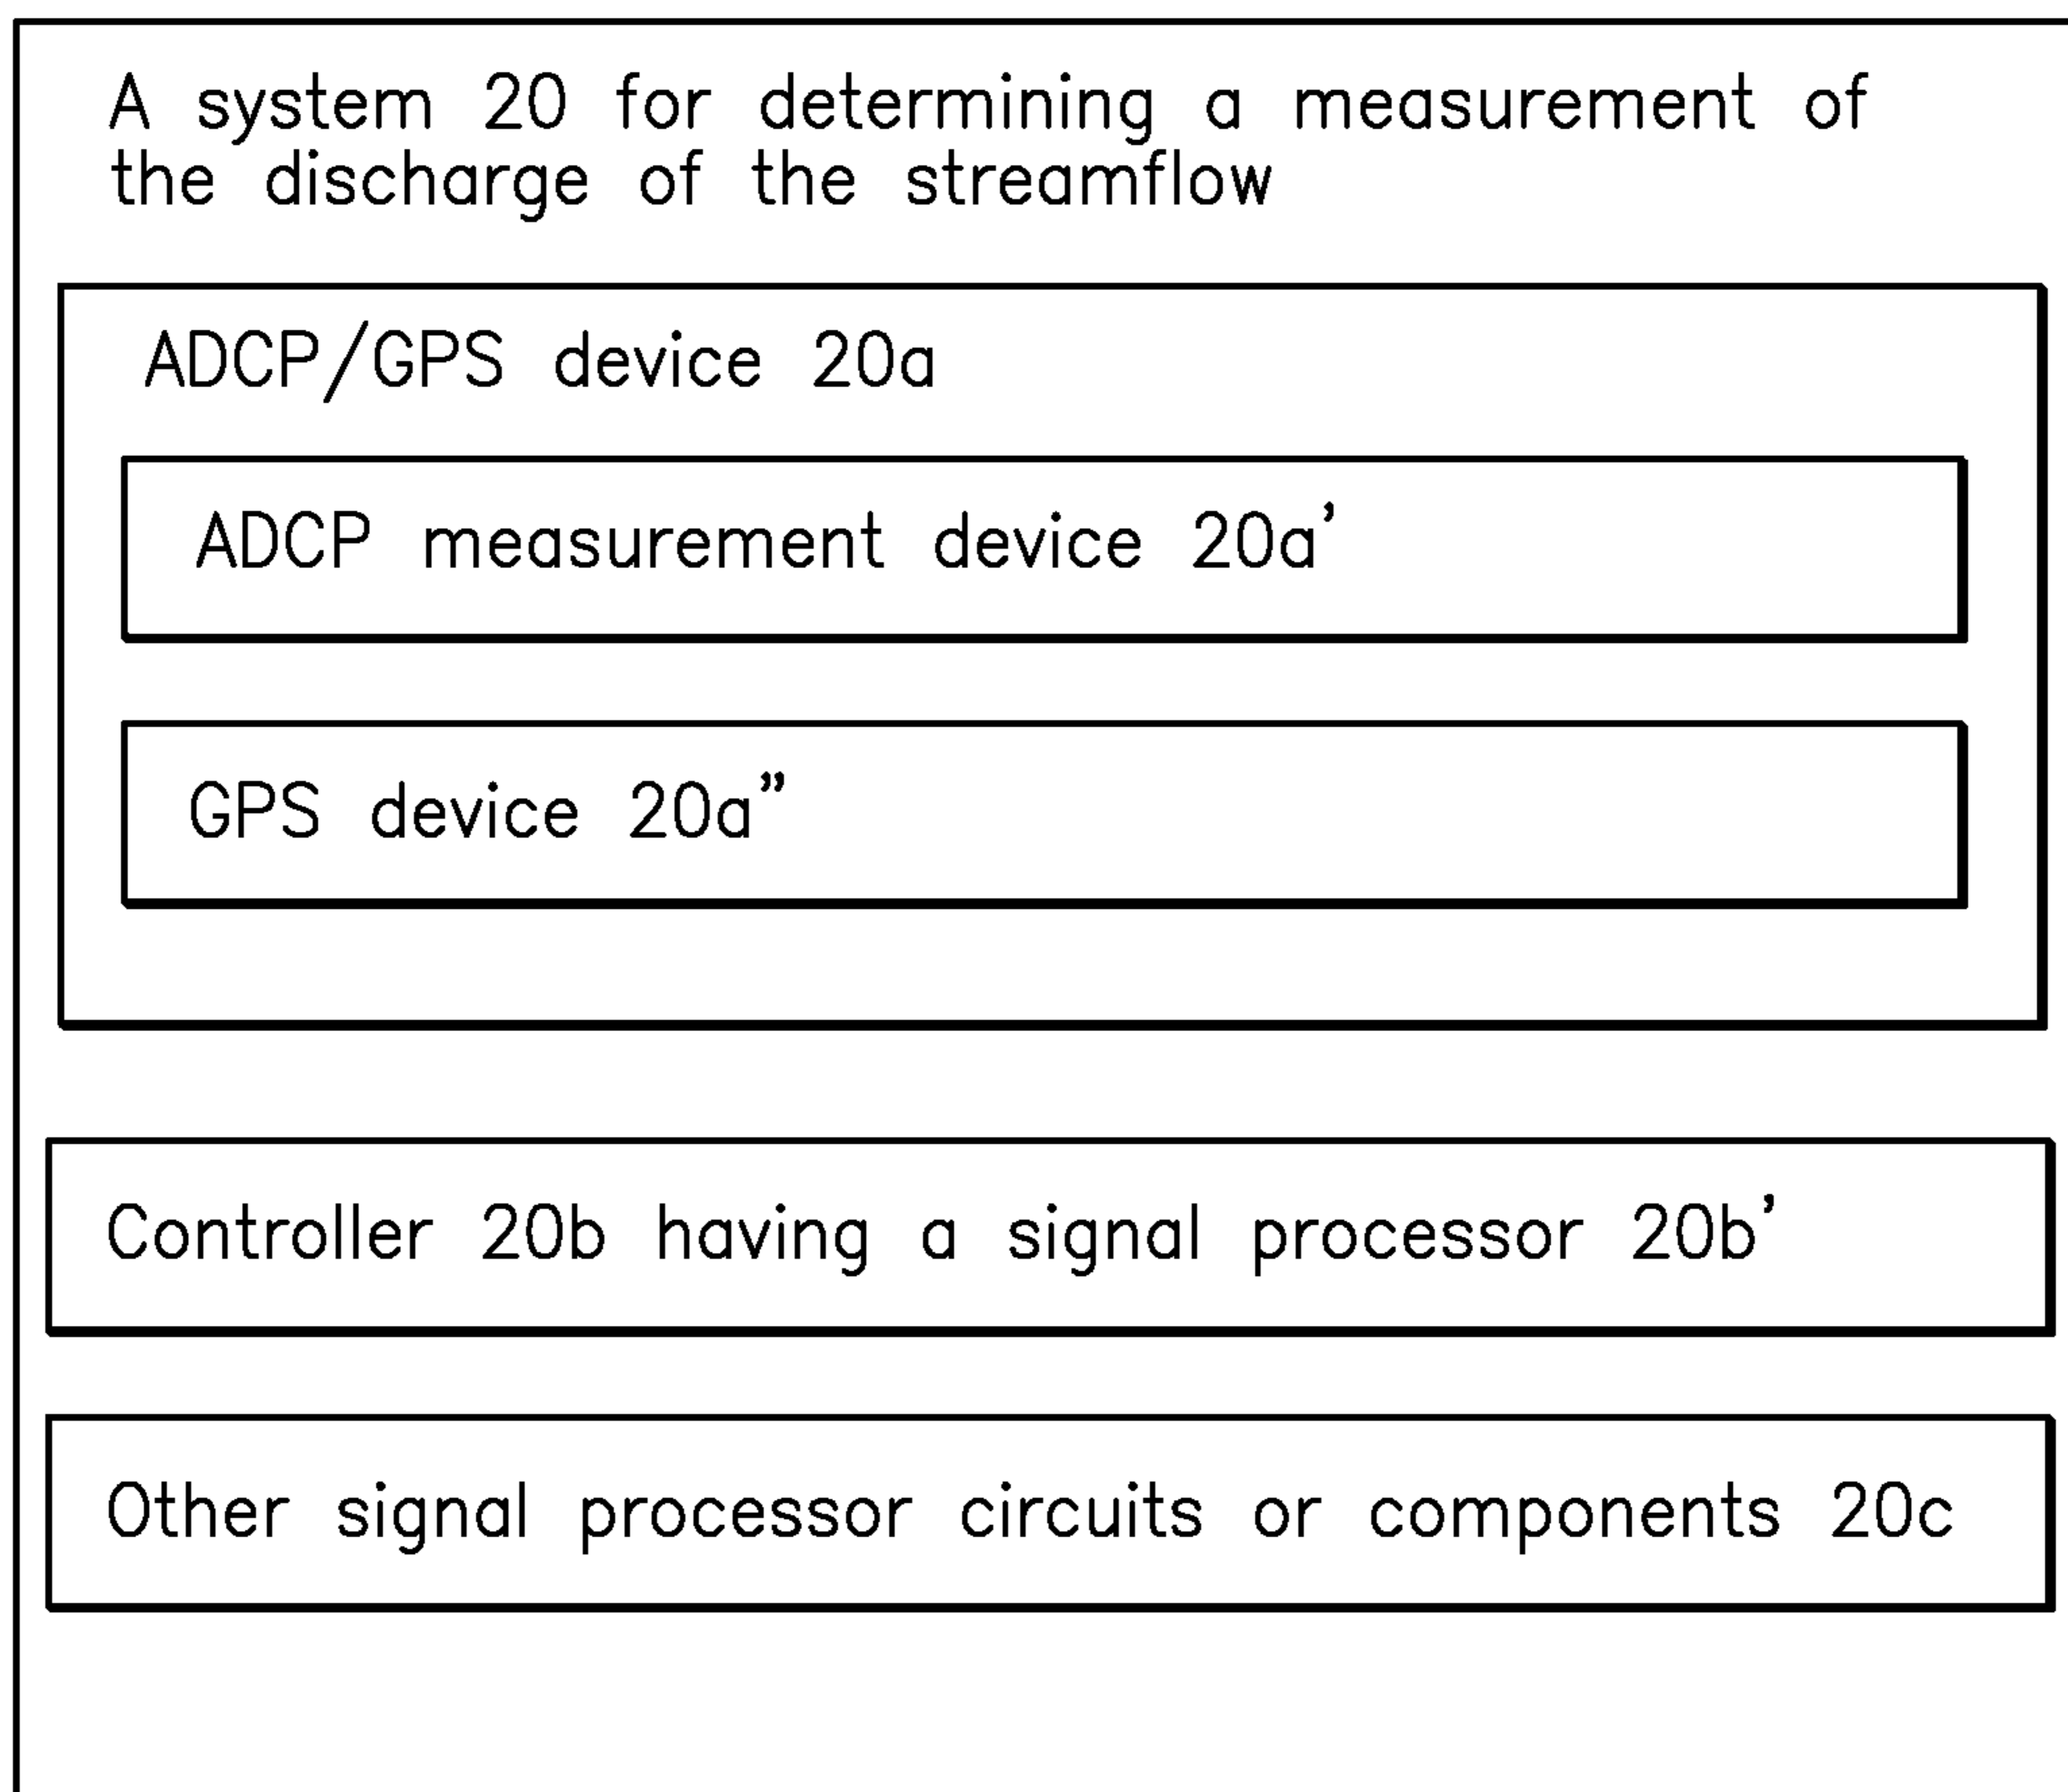 A system 20 for determining a measurement of
the discharge of the streamflow
ADCP/GPS device 20a
ADCP measurement device 20a’
GPS device 20a”
Controller 20b having a signal processor 20b’
Other signal processor circuits or components 20c